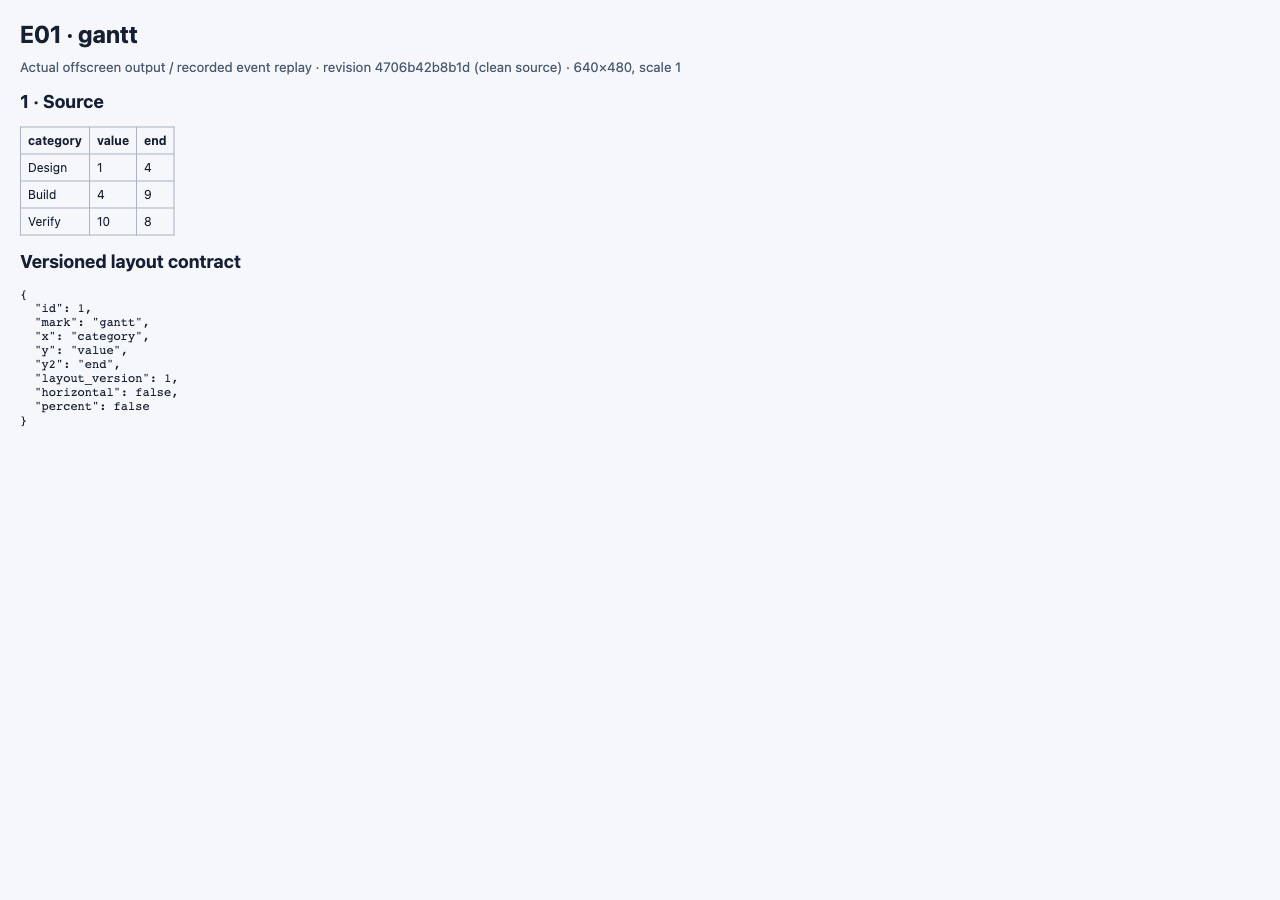 E01 · gantt
Actual offscreen output / recorded event replay · revision 4706b42b8b1d (clean source) · 640×480, scale 1
1 · Source
category value end
Design 1 4
Build 4 9
Verify 10 8
Versioned layout contract
{
  "id": 1,
  "mark": "gantt",
  "x": "category",
  "y": "value",
  "y2": "end",
  "layout_version": 1,
  "horizontal": false,
  "percent": false
}